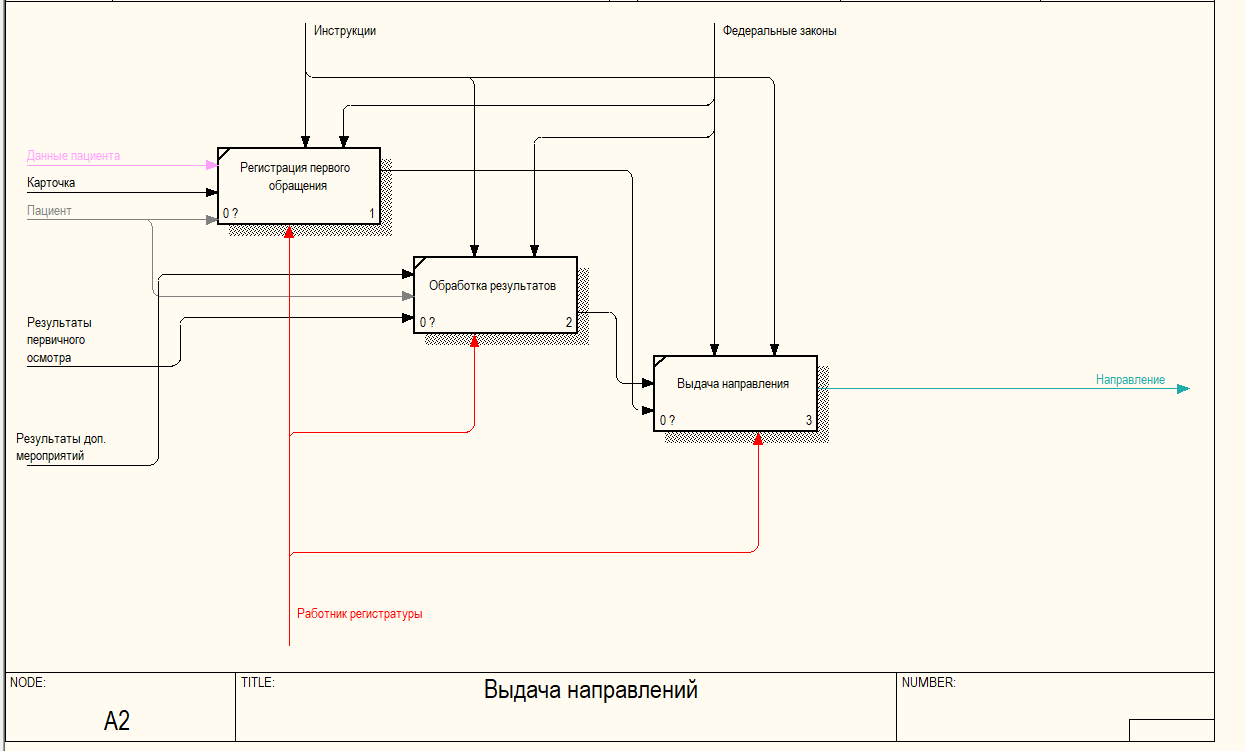 Инструкции
Федеральные законы
Данные пациента
Карточка
Пациент
Регистрация первого
обращения
0 ?
1
Обработка результатов
0 ?
2
Результаты
первичного
осмотра
Выдача направления
0 ?
3
Направление
Результаты доп.
мероприятий
Работник регистратуры
NODE:
TITLE:
Выдача направлений
NUMBER:
A2